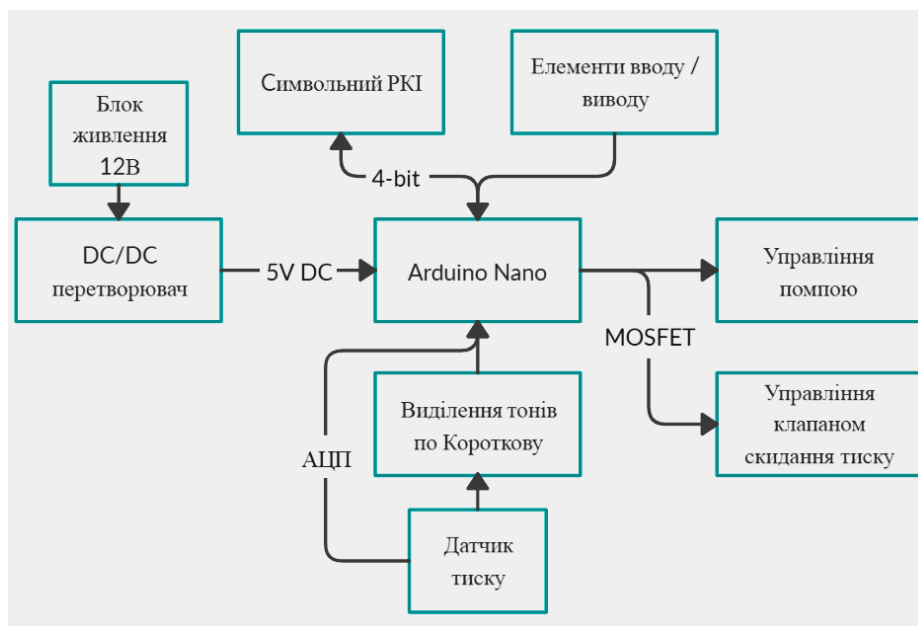 Символьний РКІ
Елементи вводу /
виводу
Блок
живлення
12В
4-bit
DC/DC
перетворювач
5V DC
Arduino Nano
Управління
помпою
MOSFET
Виділення тонів
по Короткову
Управління
клапаном
скидання тиску
АЦП
Датчик
тиску